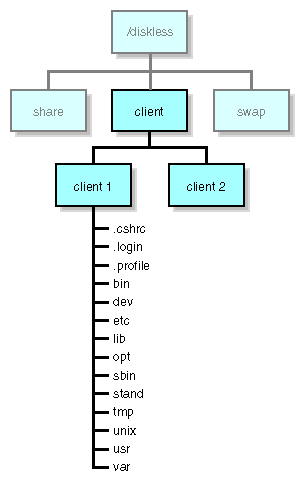 /diskless
share
client
swap
client 1
client 2
.cshrc
.login
.profile
bin
dev
etc
lib
opt
sbin
stand
tmp
unix
usr
var